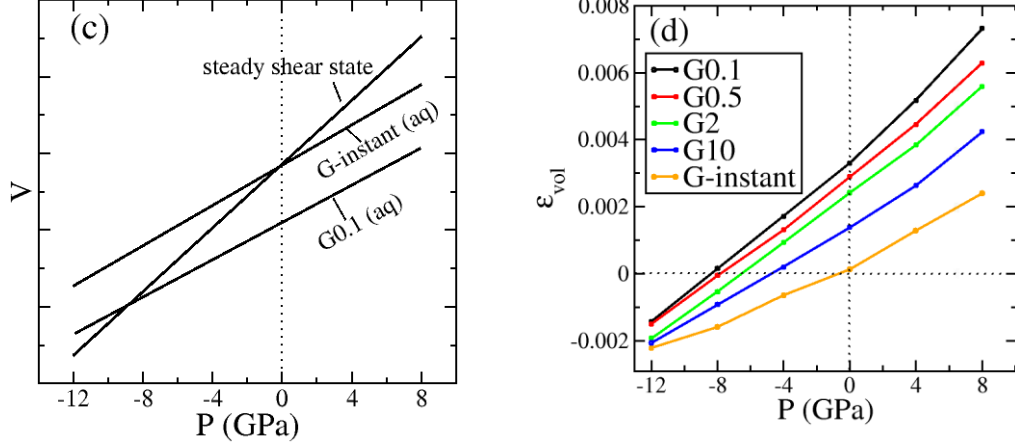 (c)
steady shear state
G-instant (aq)
G0.1 (aq)
V
-12 -8 -4 0 4 8
P (GPa)
(d)
0.008
0.006
0.004
0.002
0
-0.002
G0.1
G0.5
G2
G10
G-instant
ε_vol
-12 -8 -4 0 4 8
P (GPa)